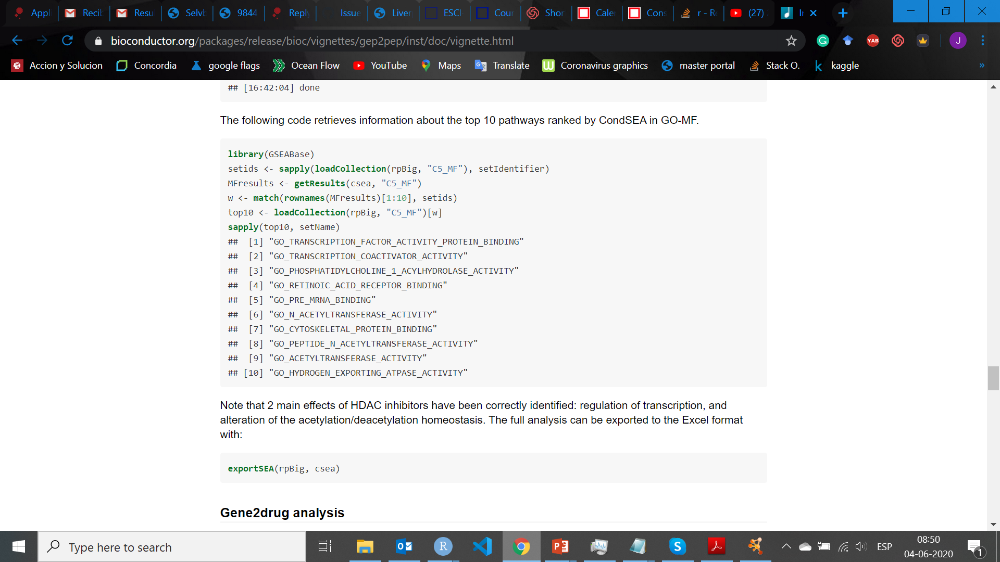 Appl
Recib
Resu
Selvb
9844
Reply
Issue
Liver
ESCI
Cour
Shor
Cale
Cons
r - Re
(27)
bioconductor.org/packages/release/bioc/vignettes/gep2pep/inst/doc/vignette.html
YAB
J
Accion y Solucion
Concordia
google flags
Ocean Flow
YouTube
Maps
Translate
Coronavirus graphics
master portal
Stack O.
kaggle
»
## [16:42:04] done
The following code retrieves information about the top 10 pathways ranked by CondSEA in GO-MF.
library(GSEABase)
setids <- sapply(loadCollection(rpBig, "C5_MF"), setIdentifier)
MFresults <- getResults(csea, "C5_MF")
w <- match(rownames(MFresults)[1:10], setids)
top10 <- loadCollection(rpBig, "C5_MF")[w]
sapply(top10, setName)
##  [1] "GO_TRANSCRIPTION_FACTOR_ACTIVITY_PROTEIN_BINDING"
##  [2] "GO_TRANSCRIPTION_COACTIVATOR_ACTIVITY"
##  [3] "GO_PHOSPHATIDYLCHOLINE_1_ACYLHYDROLASE_ACTIVITY"
##  [4] "GO_RETINOIC_ACID_RECEPTOR_BINDING"
##  [5] "GO_PRE_MRNA_BINDING"
##  [6] "GO_N_ACETYLTRANSFERASE_ACTIVITY"
##  [7] "GO_CYTOSKELETAL_PROTEIN_BINDING"
##  [8] "GO_PEPTIDE_N_ACETYLTRANSFERASE_ACTIVITY"
##  [9] "GO_ACETYLTRANSFERASE_ACTIVITY"
## [10] "GO_HYDROGEN_EXPORTING_ATPASE_ACTIVITY"
Note that 2 main effects of HDAC inhibitors have been correctly identified: regulation of transcription, and
alteration of the acetylation/deacetylation homeostasis. The full analysis can be exported to the Excel format
with:
exportSEA(rpBig, csea)
Gene2drug analysis
Type here to search
ESP
08:50
04-06-2020
1